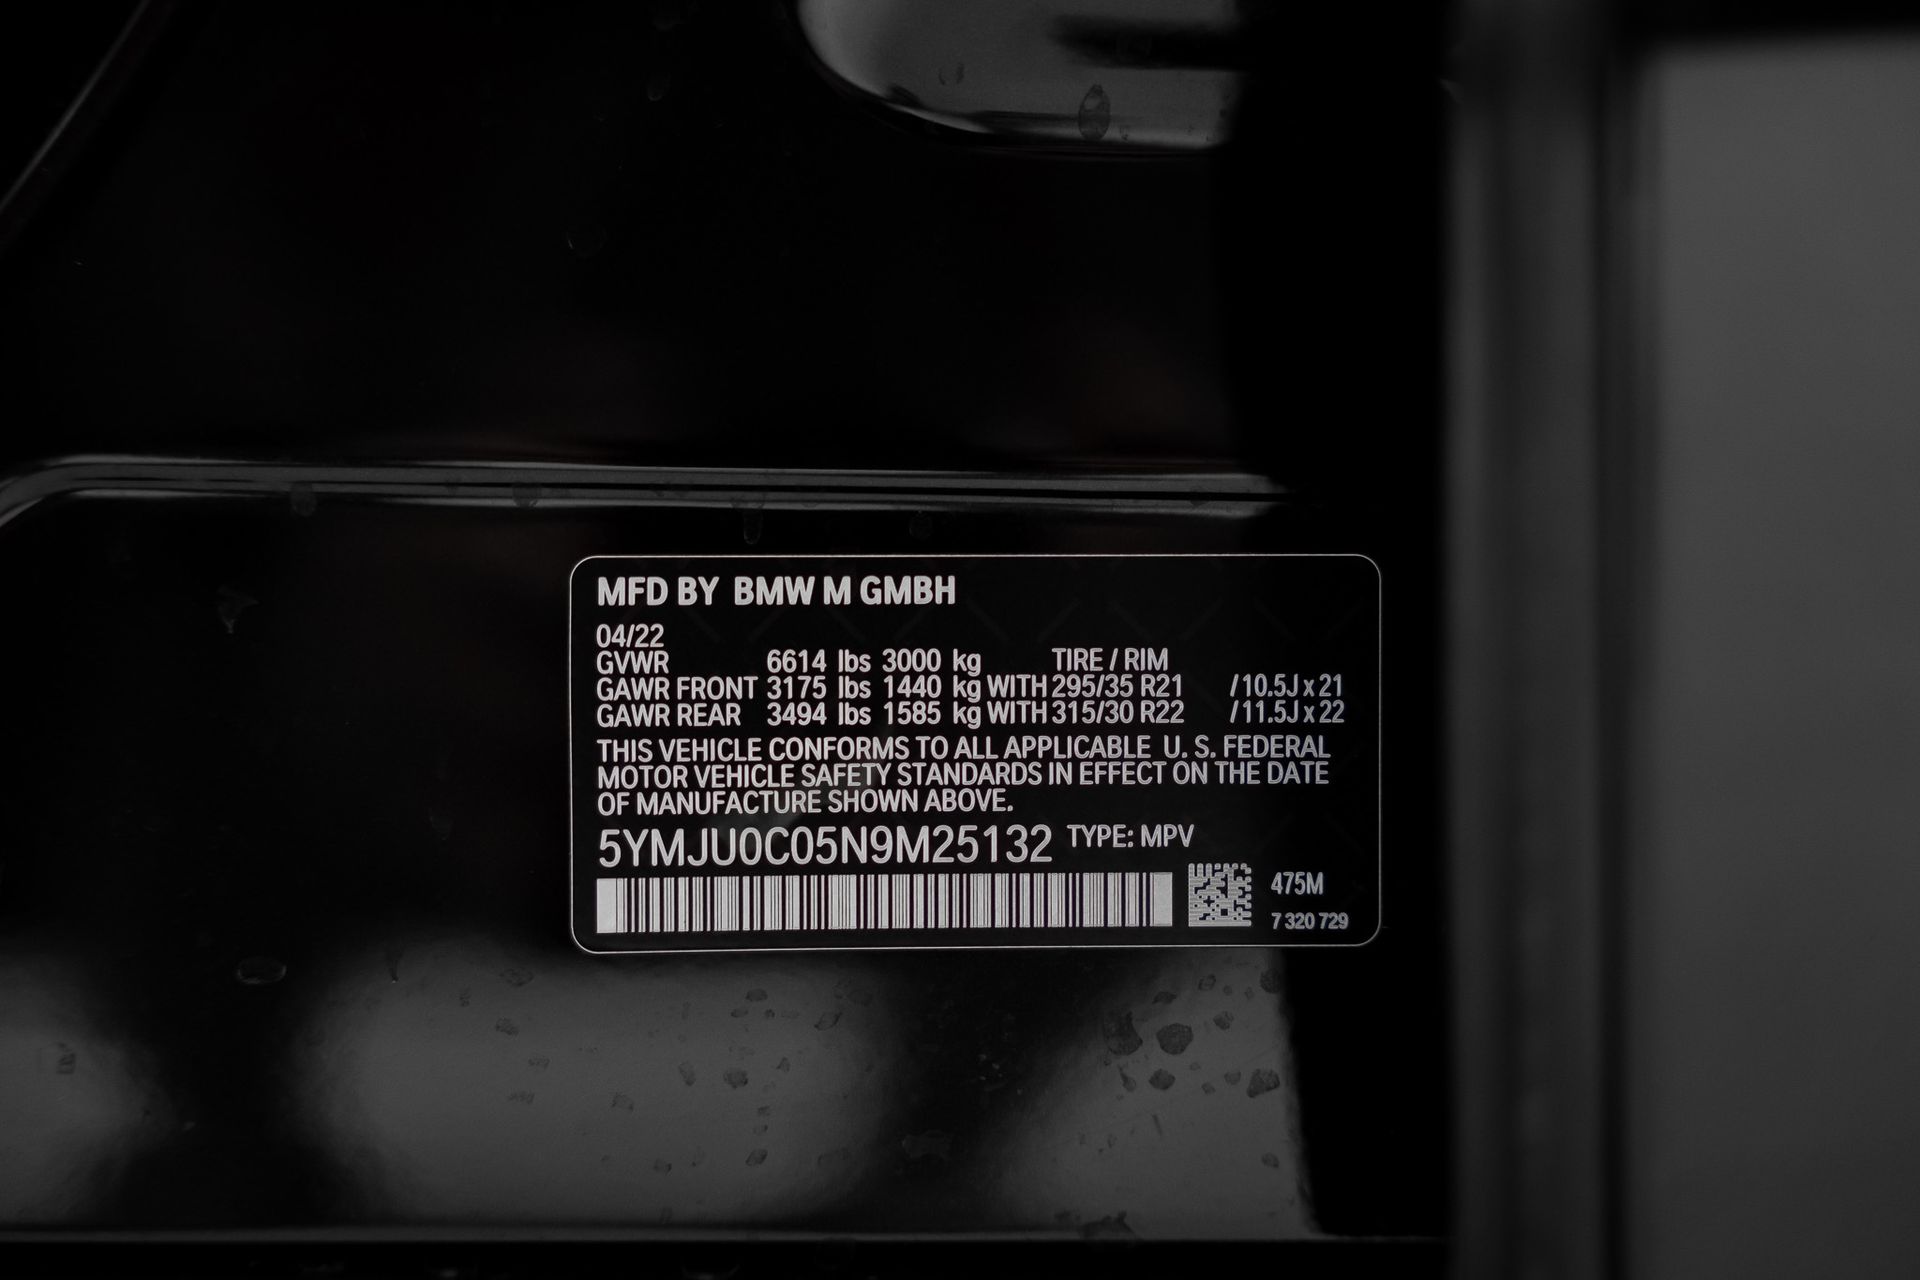 MFD BY BMW M GMBH
04/22
GVWR 6614 lbs 3000 kg TIRE / RIM
GAWR FRONT 3175 lbs 1440 kg WITH 295/35 R21 /10.5J x 21
GAWR REAR 3494 lbs 1585 kg WITH 315/30 R22 /11.5J x 22
THIS VEHICLE CONFORMS TO ALL APPLICABLE U. S. FEDERAL
MOTOR VEHICLE SAFETY STANDARDS IN EFFECT ON THE DATE
OF MANUFACTURE SHOWN ABOVE.
5YMJU0C05N9M25132 TYPE: MPV
475M
7 320 729